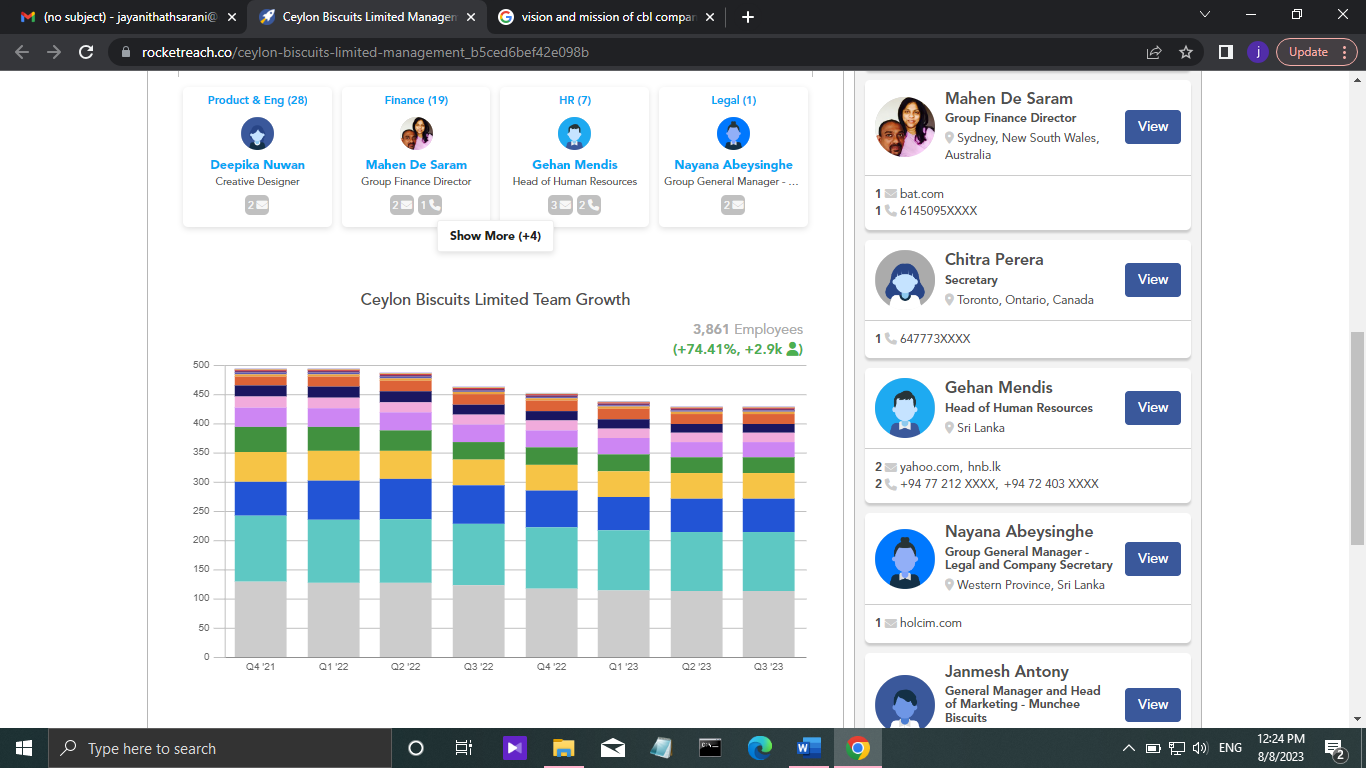 (no subject) - jayanithathsarani@
Ceylon Biscuits Limited Managem
vision and mission of cbl compan
rocketreach.co/ceylon-biscuits-limited-management_b5ced6bef42e098b
j
Update
Product & Eng (28)
Deepika Nuwan
Creative Designer
2
Finance (19)
Mahen De Saram
Group Finance Director
2 1
HR (7)
Gehan Mendis
Head of Human Resources
3 2
Legal (1)
Nayana Abeysinghe
Group General Manager - ...
2
Show More (+4)
Ceylon Biscuits Limited Team Growth
3,861 Employees
(+74.41%, +2.9k )
500
450
400
350
300
250
200
150
100
50
0
Q4 '21 Q1 '22 Q2 '22 Q3 '22 Q4 '22 Q1 '23 Q2 '23 Q3 '23
Mahen De Saram
Group Finance Director
Sydney, New South Wales,
Australia
View
1 bat.com
1 6145095XXXX
Chitra Perera
Secretary
Toronto, Ontario, Canada
View
1 647773XXXX
Gehan Mendis
Head of Human Resources
Sri Lanka
View
2 yahoo.com, hnb.lk
2 +94 77 212 XXXX, +94 72 403 XXXX
Nayana Abeysinghe
Group General Manager -
Legal and Company Secretary
Western Province, Sri Lanka
View
1 holcim.com
Janmesh Antony
General Manager and Head
of Marketing - Munchee
Biscuits
View
Type here to search
ENG
12:24 PM
8/8/2023
2